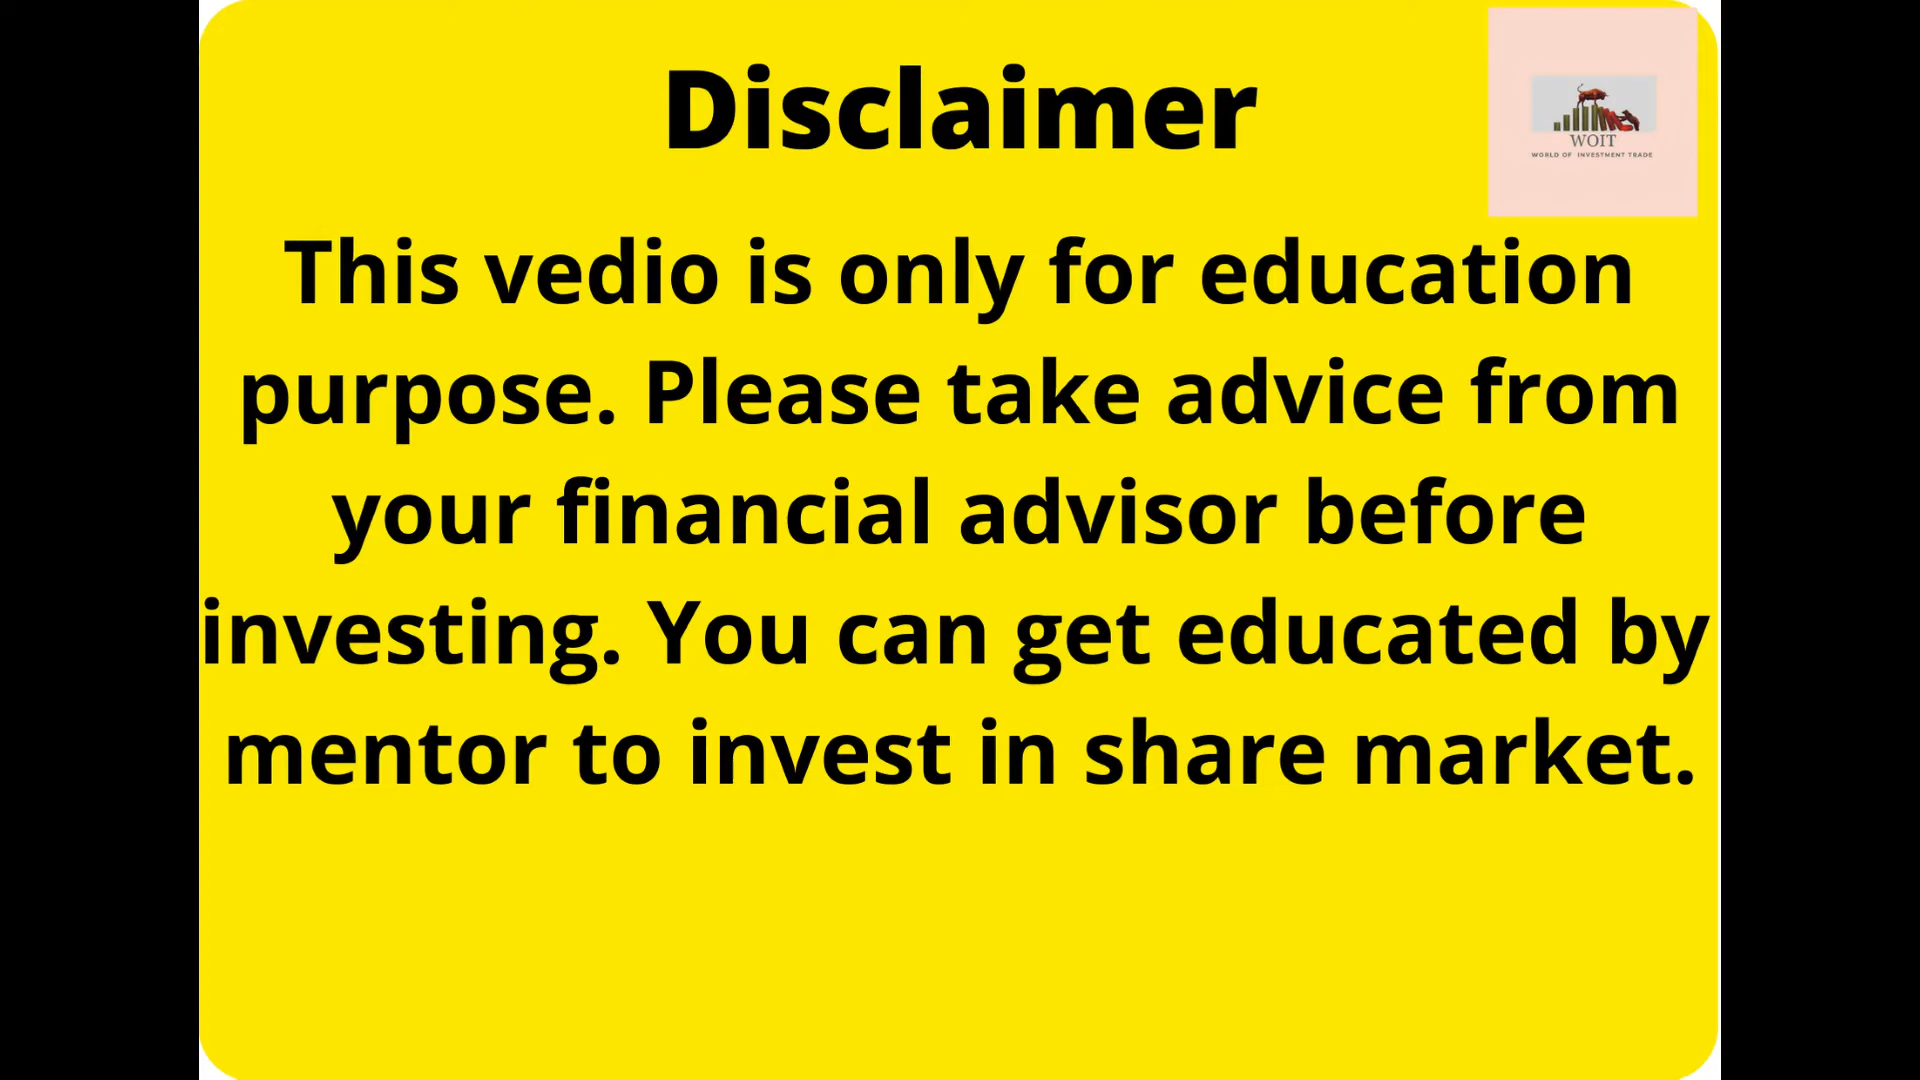 Disclaimer
WOIT
WORLD OF INVESTMENT TRADE
This vedio is only for education
purpose. Please take advice from
your financial advisor before
investing. You can get educated by
mentor to invest in share market.